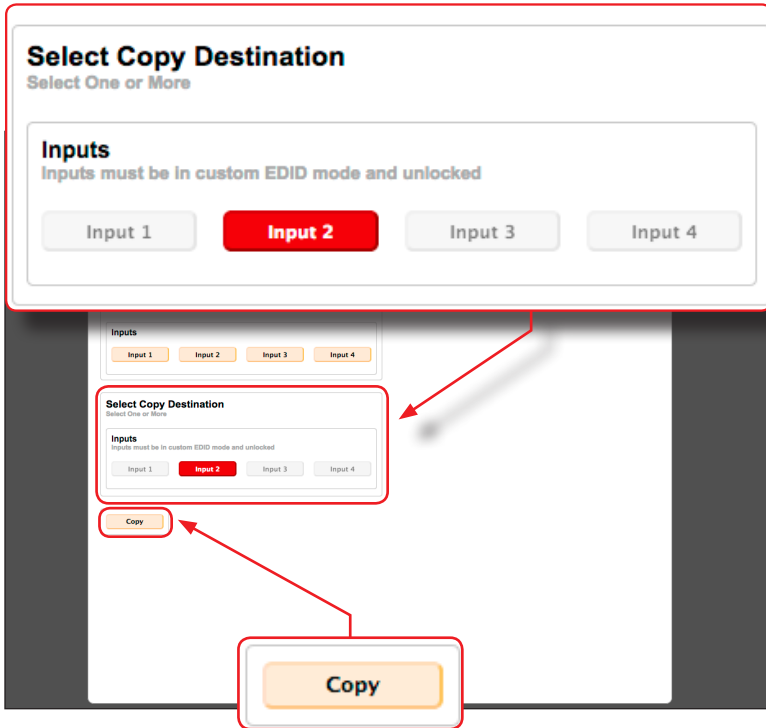 Select Copy Destination
Select One or More
Inputs
Inputs must be in custom EDID mode and unlocked
Input 1 Input 2 Input 3 Input 4
Inputs
Input 1 Input 2 Input 3 Input 4
Select Copy Destination
Select One or More
Inputs
Inputs must be in custom EDID mode and unlocked
Input 1 Input 2 Input 3 Input 4
Copy
Copy